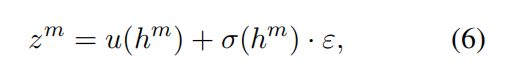 z^m = u(h^m) + σ(h^m) · ε, (6)